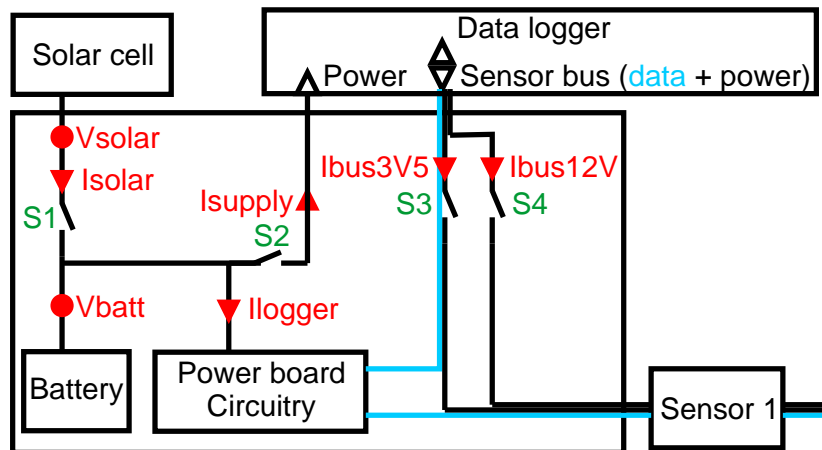 Solar cell
Data logger
Power
Sensor bus (data + power)
Vsolar
Isolar
Ibus3V5
Ibus12V
S1
Isupply
S3
S4
S2
Vbatt
Ilogger
Battery
Power board
Circuitry
Sensor 1